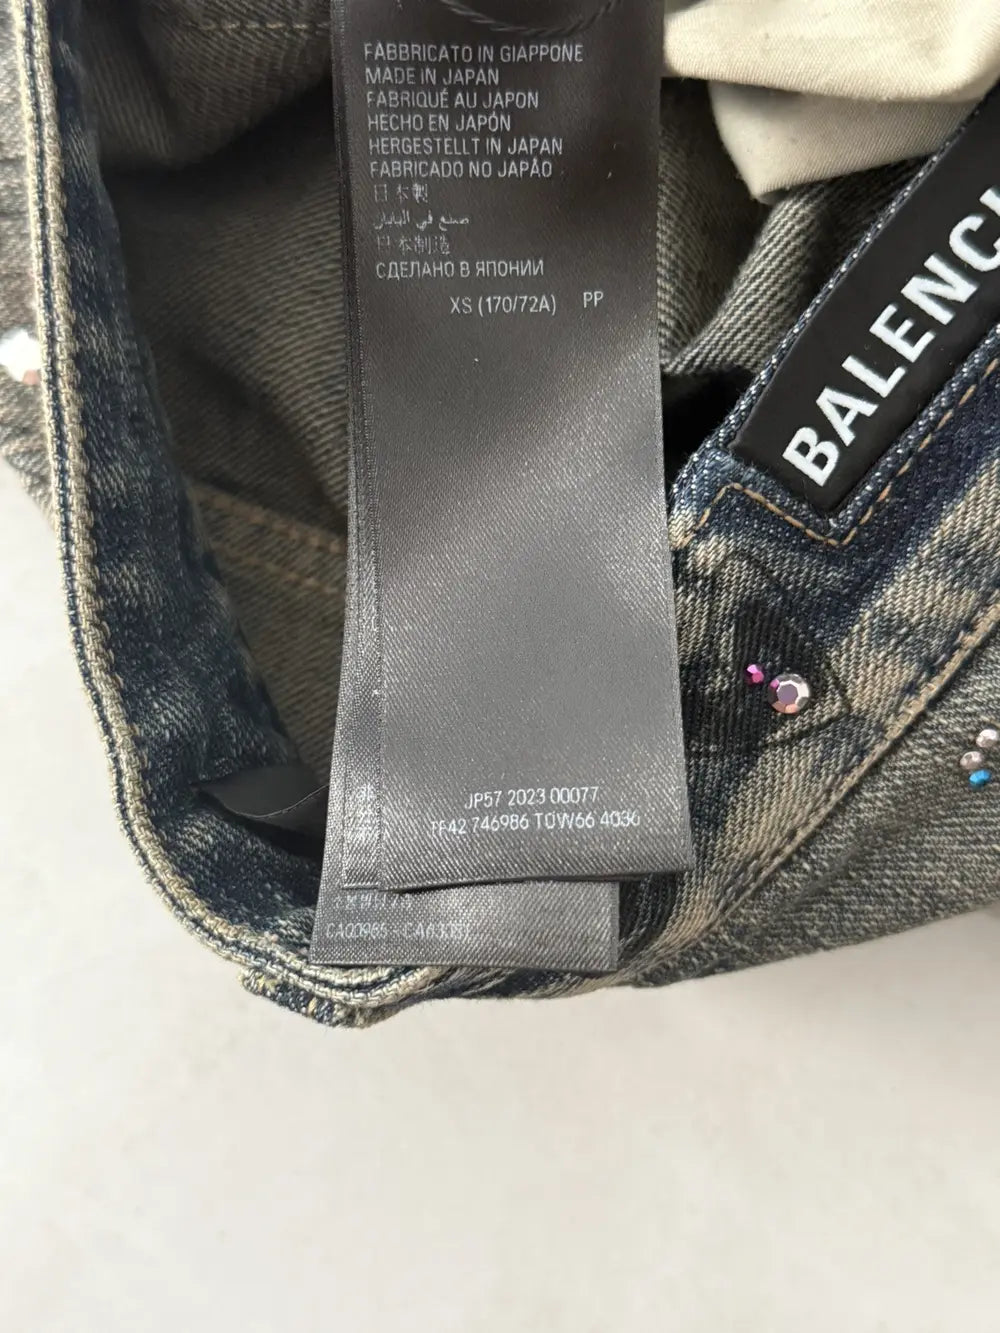 FABBRICATO IN GIAPPONE
MADE IN JAPAN
FABRIQUÉ AU JAPON
HECHO EN JAPÓN
HERGESTELLT IN JAPAN
FABRICADO NO JAPÃO
日本製
صنع في اليابان
日本制造
СДЕЛАНО В ЯПОНИИ
XS (170/72A) PP
BALENCI
JP57 2023 00077
TF42 746986 TUW66 4036